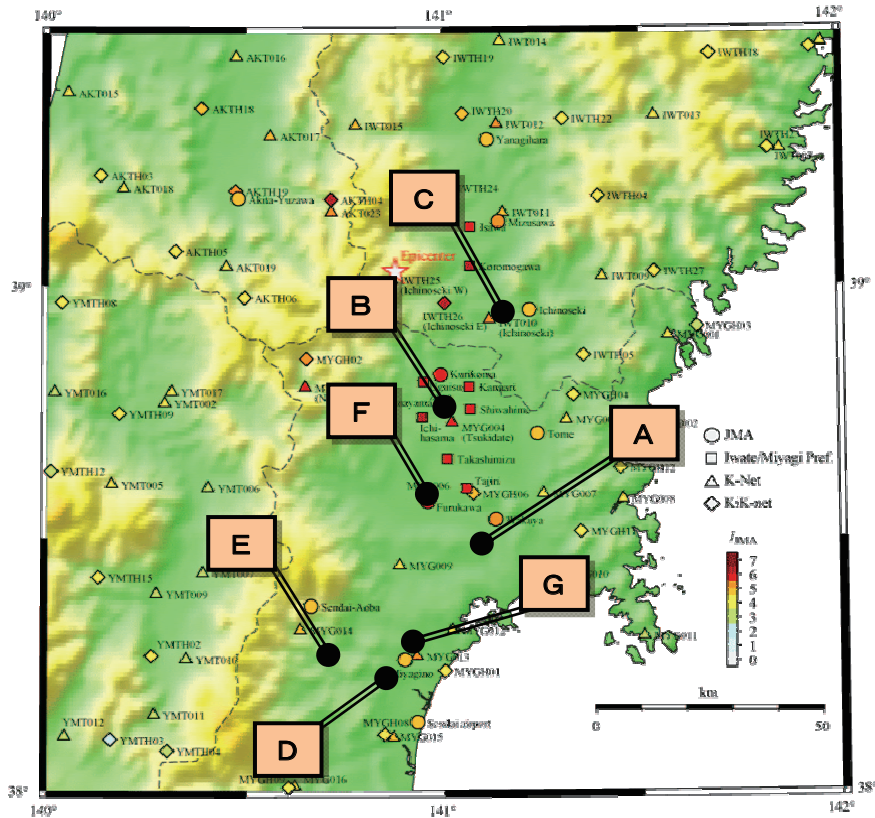 140°
141°
142°
IWT014
AKT016
IWTH19
IWTH18
AKT015
AKTH18
IWTH20
IWT013
IWT012
IWTH22
IWT015
AKT017
Yanagihara
AKTH03
AKT018
C
IWTH24
AKTH19
AKTH04
IWTH04
Akita-Yuzawa
AKT023
IWT011
Mizusawa
Isawa
AKTH05
Epicenter
AKT019
Koromogawa
IWT009
IWTH27
39°
39°
IWTH25
(Ichinoseki W)
B
YMTH08
AKTH06
IWTH26
(Ichinoseki E)
Ichinoseki
IWT010
(Ichinoseki)
MYGH03
IWTH05
MYGH02
Kurikoma
YMT016
YMT017
Kannari
MYGH04
YMT002
F
YMTH09
Shiwahime
Ichi-
hasama
MYG004
(Tsukidate)
Tome
A
JMA
Iwate/Miyagi Pref.
K-Net
KiK-net
Takashimizu
YMTH12
YMT005
YMT006
Tajiri
MYGH06
MYG007
MYG008
Furukawa
E
IJMA
7
6
5
4
3
2
1
0
MYG009
G
YMTH15
YMT009
Sendai-Aoba
MYG014
MYG012
MYG011
YMTH02
YMT010
MYG013
MYGH01
km
0
50
YMT011
YMT012
YMTH03
YMTH04
D
MYGH08
MYG015
Sendai airport
38°
38°
140°
141°
142°